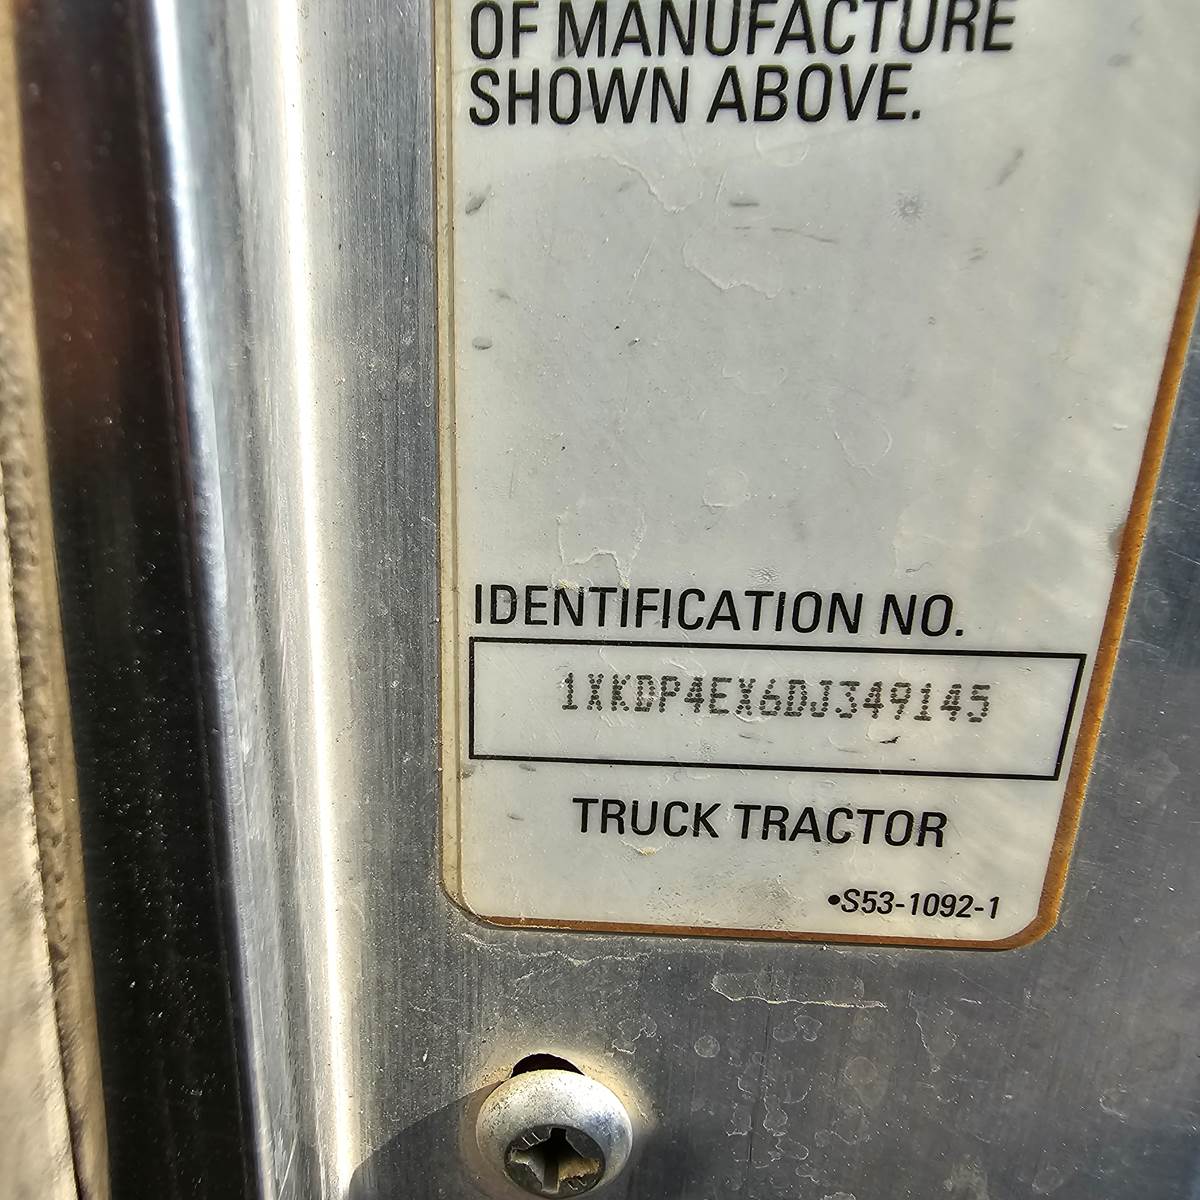 OF MANUFACTURE
SHOWN ABOVE.
IDENTIFICATION NO.
1XKDP4EX6DJ349145
TRUCK TRACTOR
•S53-1092-1